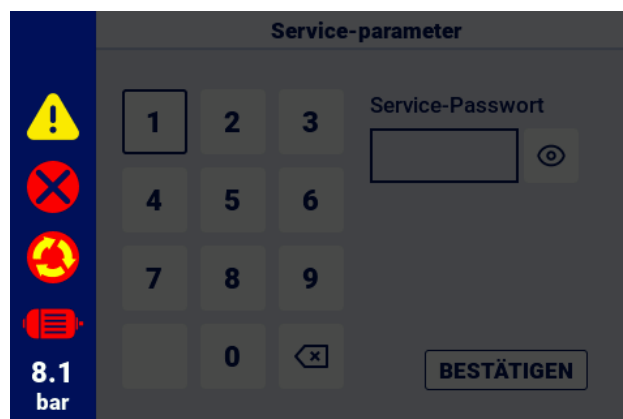 Service-parameter
Service-Passwort
1 2 3
4 5 6
7 8 9
0
BESTÄTIGEN
8.1
bar